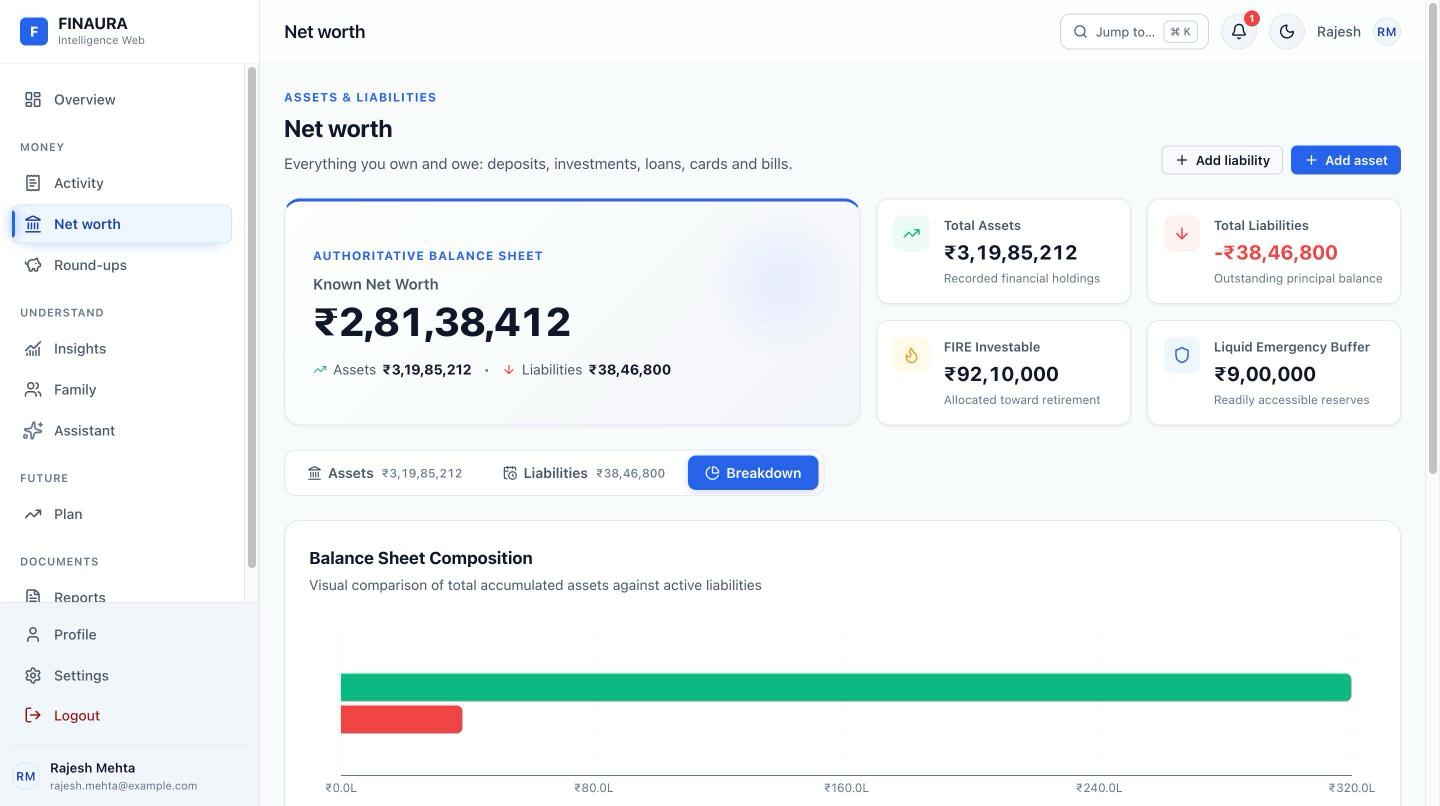 F
FINAURA
Intelligence Web
Overview
MONEY
Activity
Net worth
Round-ups
UNDERSTAND
Insights
Family
Assistant
FUTURE
Plan
DOCUMENTS
Reports
Profile
Settings
Logout
RM
Rajesh Mehta
rajesh.mehta@example.com
Net worth
Jump to... ⌘ K
1
Rajesh RM
ASSETS & LIABILITIES
Net worth
Everything you own and owe: deposits, investments, loans, cards and bills.
+ Add liability
+ Add asset
AUTHORITATIVE BALANCE SHEET
Known Net Worth
₹2,81,38,412
Assets ₹3,19,85,212 • Liabilities ₹38,46,800
Total Assets
₹3,19,85,212
Recorded financial holdings
Total Liabilities
-₹38,46,800
Outstanding principal balance
FIRE Investable
₹92,10,000
Allocated toward retirement
Liquid Emergency Buffer
₹9,00,000
Readily accessible reserves
Assets ₹3,19,85,212
Liabilities ₹38,46,800
Breakdown
Balance Sheet Composition
Visual comparison of total accumulated assets against active liabilities
₹0.0L ₹80.0L ₹160.0L ₹240.0L ₹320.0L